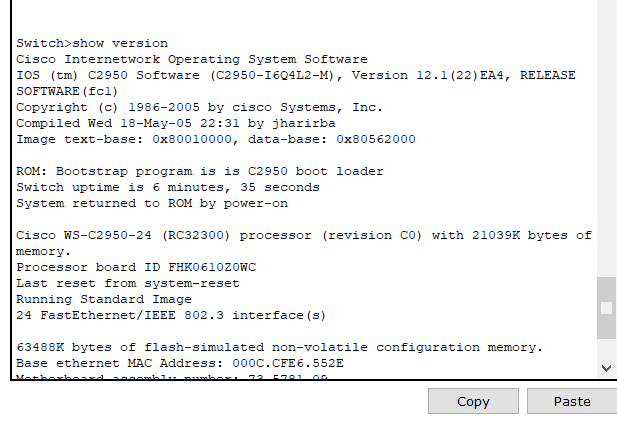 Switch>show version
Cisco Internetwork Operating System Software
IOS (tm) C2950 Software (C2950-I6Q4L2-M), Version 12.1(22)EA4, RELEASE
SOFTWARE(fc1)
Copyright (c) 1986-2005 by cisco Systems, Inc.
Compiled Wed 18-May-05 22:31 by jharirba
Image text-base: 0x80010000, data-base: 0x80562000
ROM: Bootstrap program is is C2950 boot loader
Switch uptime is 6 minutes, 35 seconds
System returned to ROM by power-on
Cisco WS-C2950-24 (RC32300) processor (revision C0) with 21039K bytes of
memory.
Processor board ID FHK0610Z0WC
Last reset from system-reset
Running Standard Image
24 FastEthernet/IEEE 802.3 interface(s)
63488K bytes of flash-simulated non-volatile configuration memory.
Base ethernet MAC Address: 000C.CFE6.552E
Motherboard assembly number: 73-5781-09
Copy Paste